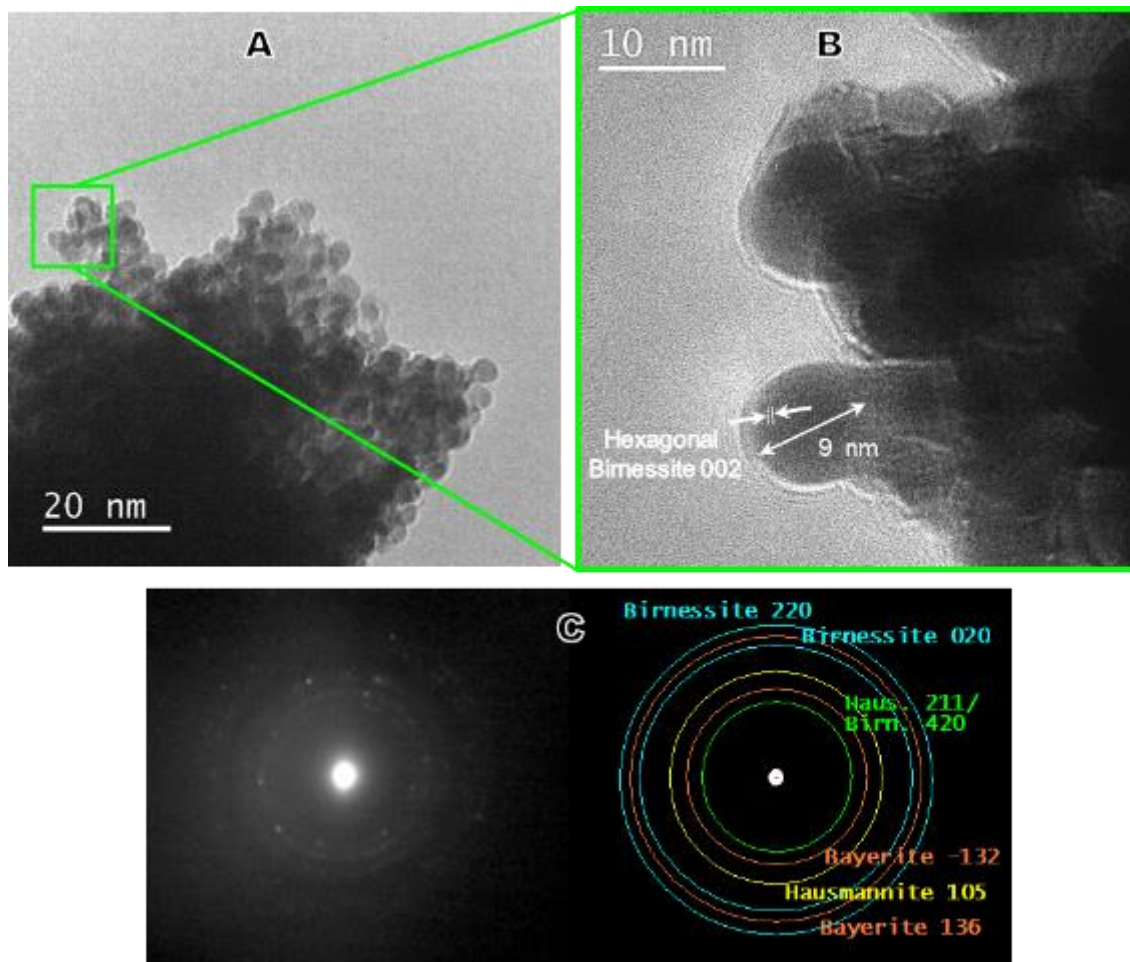 A
20 nm
10 nm
B
Hexagonal
Birnessite 002
9 nm
C
Birnessite 220
Birnessite 020
Haus. 211/
Birn. 420
Bayerite -132
Hausmannite 105
Bayerite 136